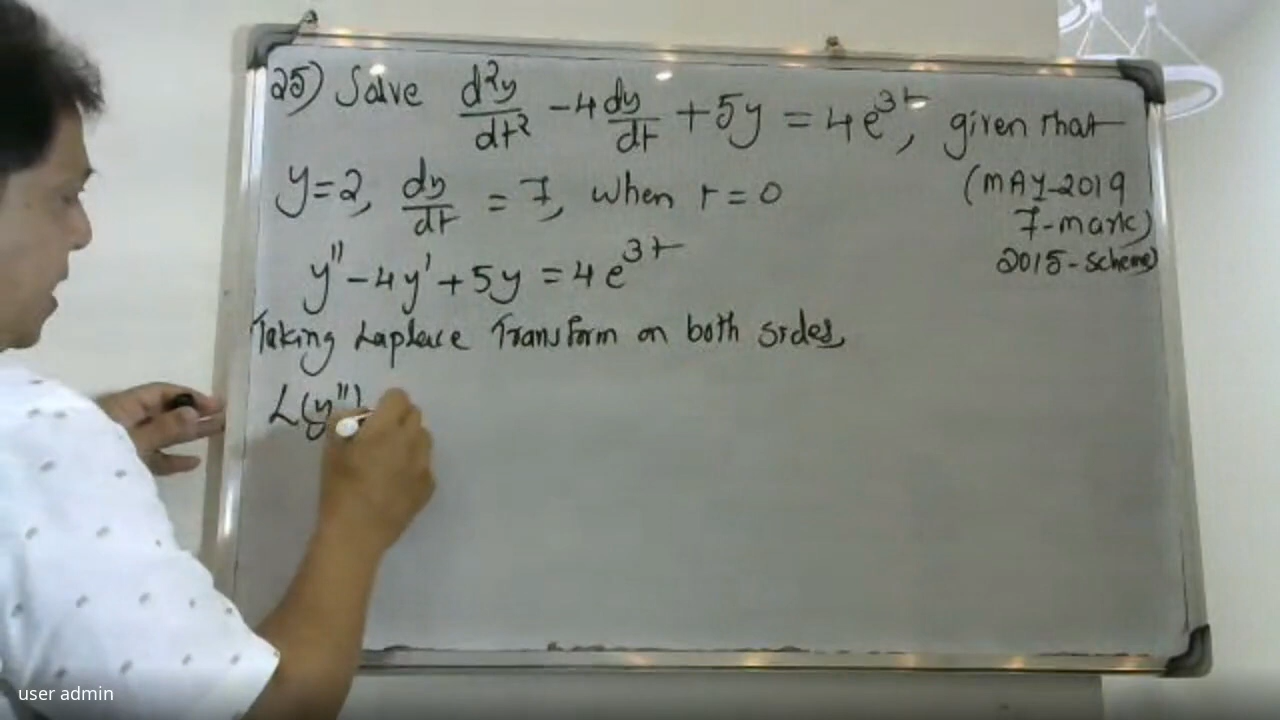 25) Solve d²y/dt² - 4 dy/dt + 5y = 4e^3t, given that
y=2, dy/dt = 7, when t = 0
(MAY-2019
7-mark)
2015-scheme)
y'' - 4y' + 5y = 4e^3t
Taking Laplace Transform on both sides,
L(y'')
user admin